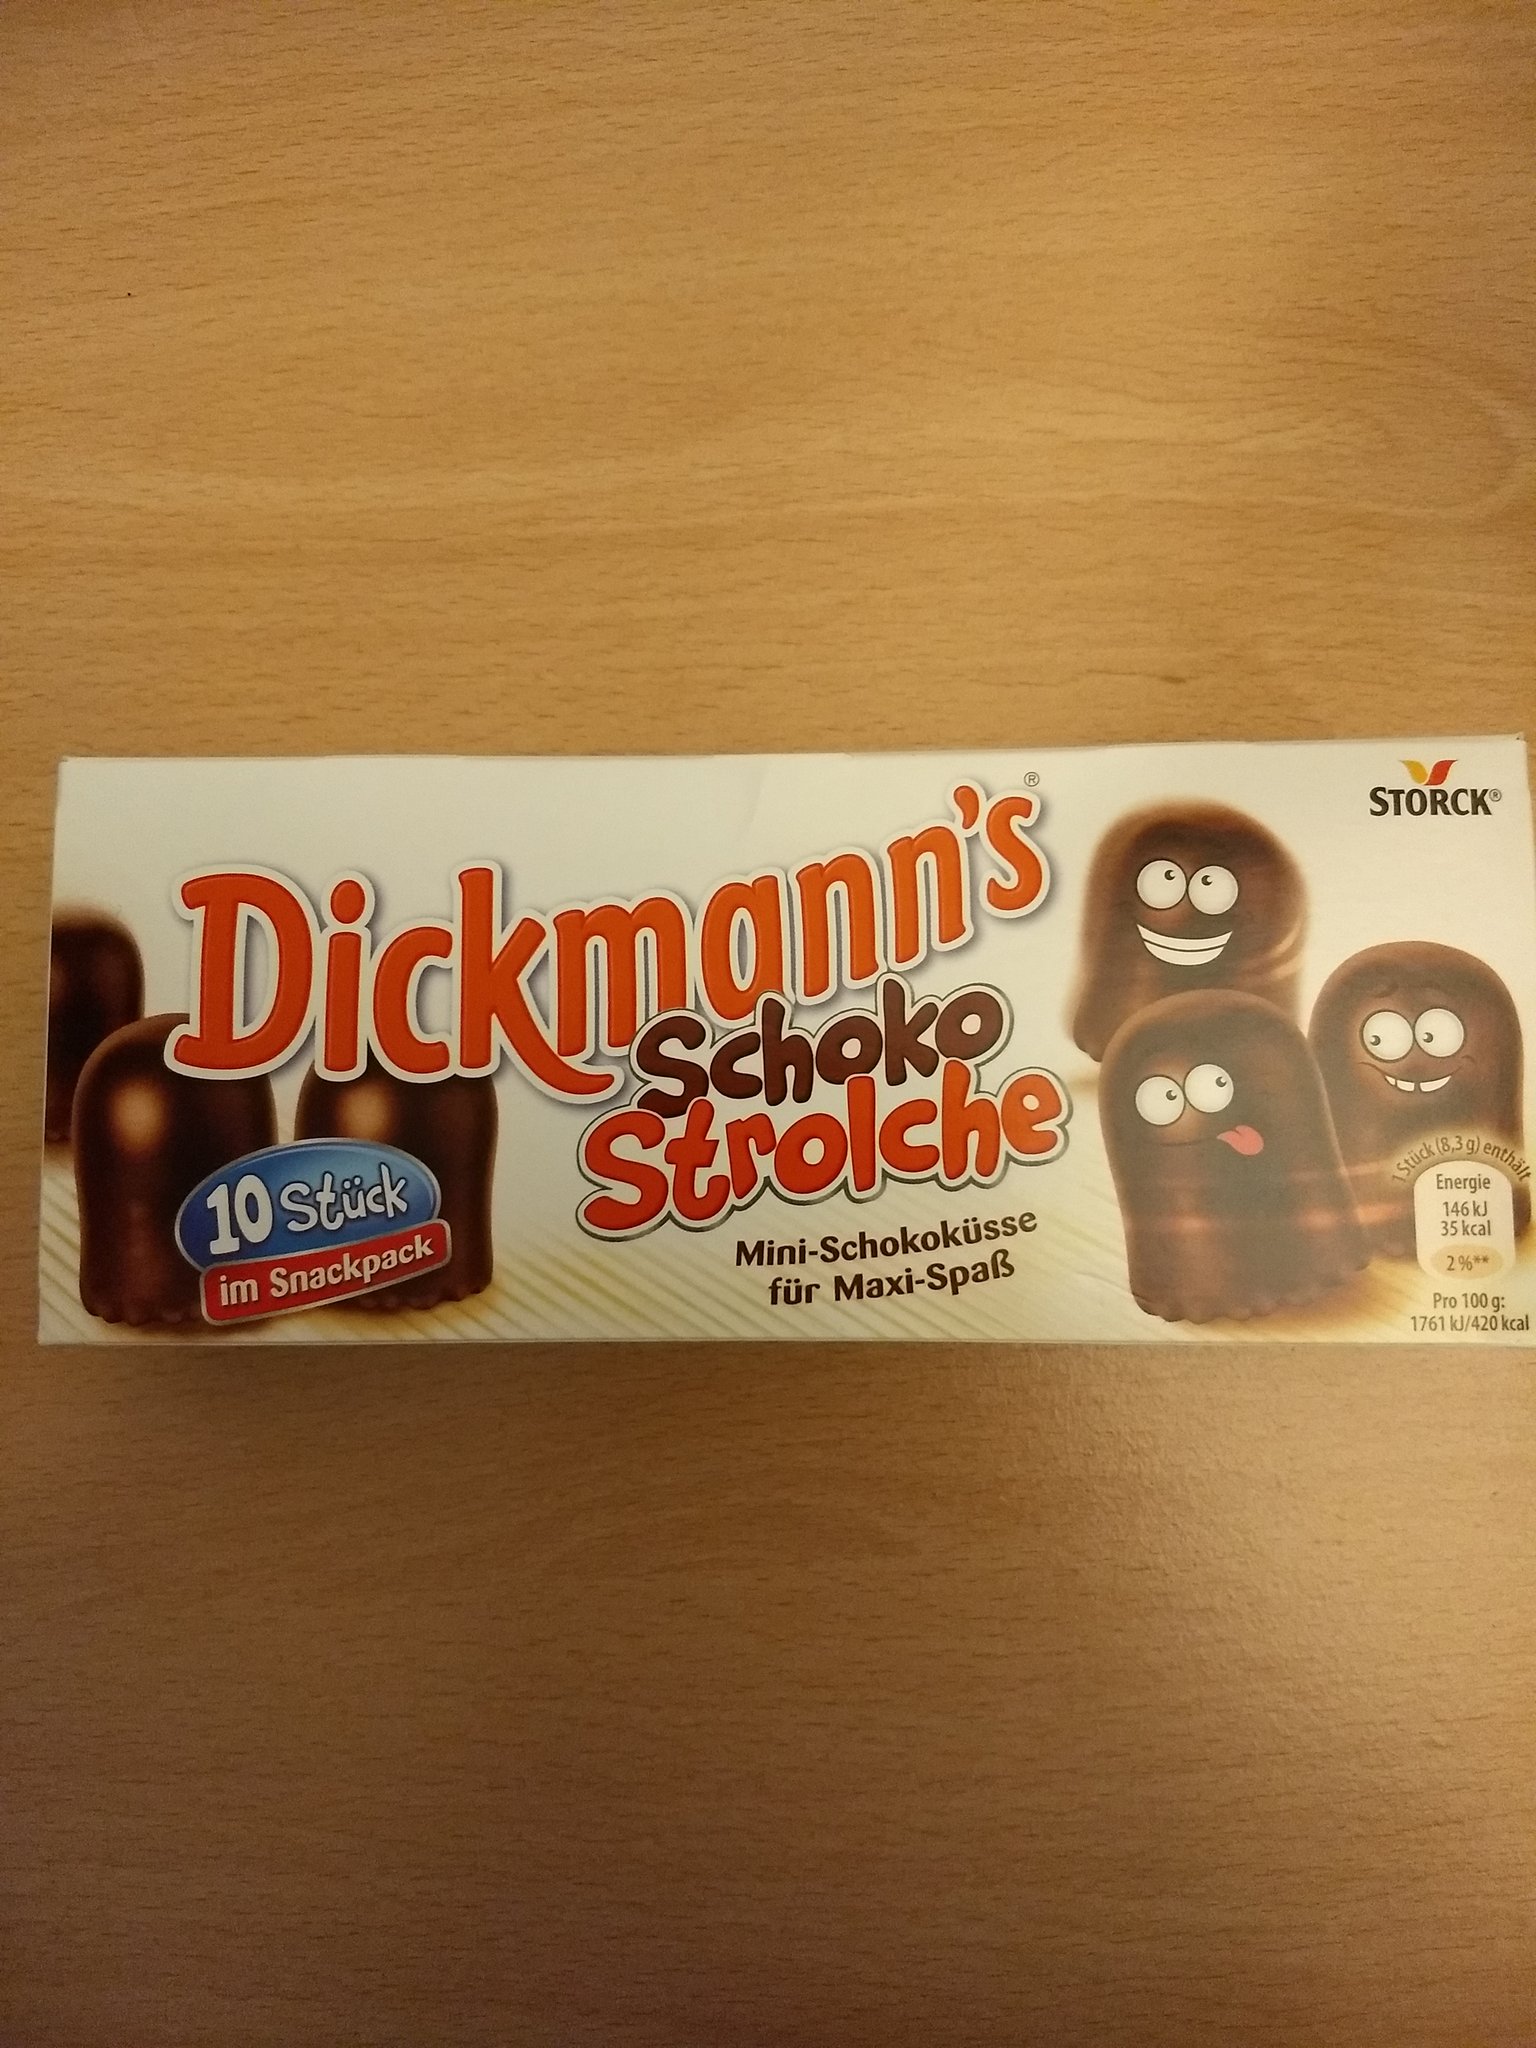 STORCK®
Dickmann's®
Schoko
Strolche
10 Stück
im Snackpack
Mini-Schokoküsse
für Maxi-Spaß
1 Stück (8,3 g) enthält
Energie
146 kJ
35 kcal
2 %**
Pro 100 g:
1761 kJ/420 kcal